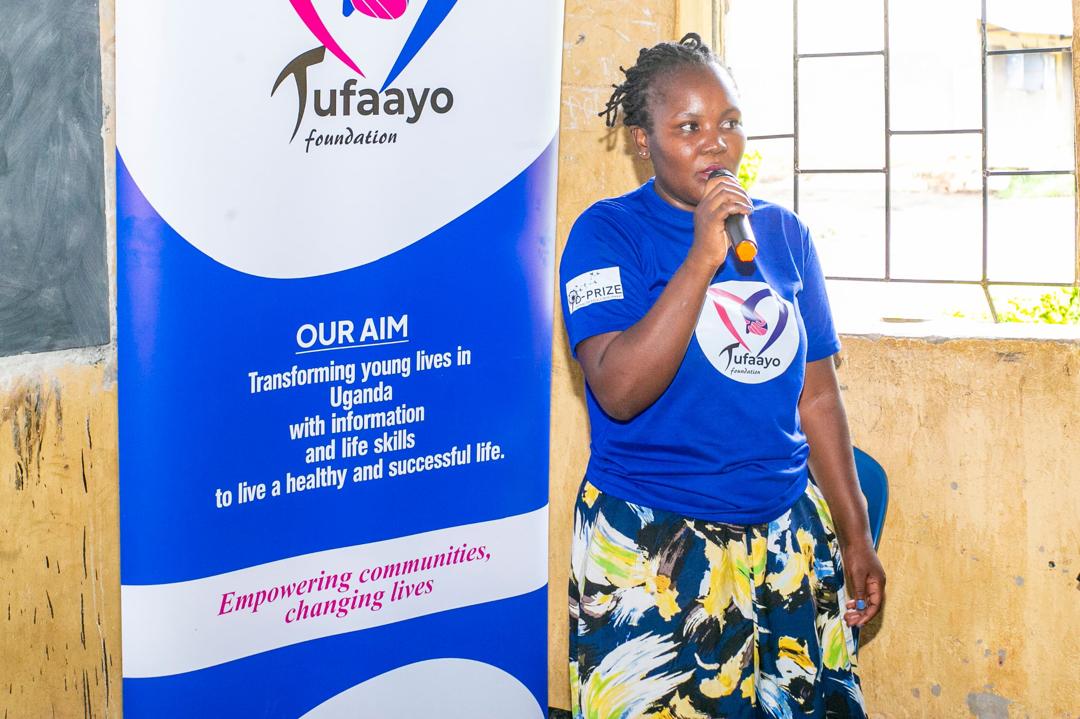 Tufaayo
foundation
OUR AIM
Transforming young lives in
Uganda
with information
and life skills
to live a healthy and successful life.
Empowering communities,
changing lives
D-PRIZE
Tufaayo
foundation